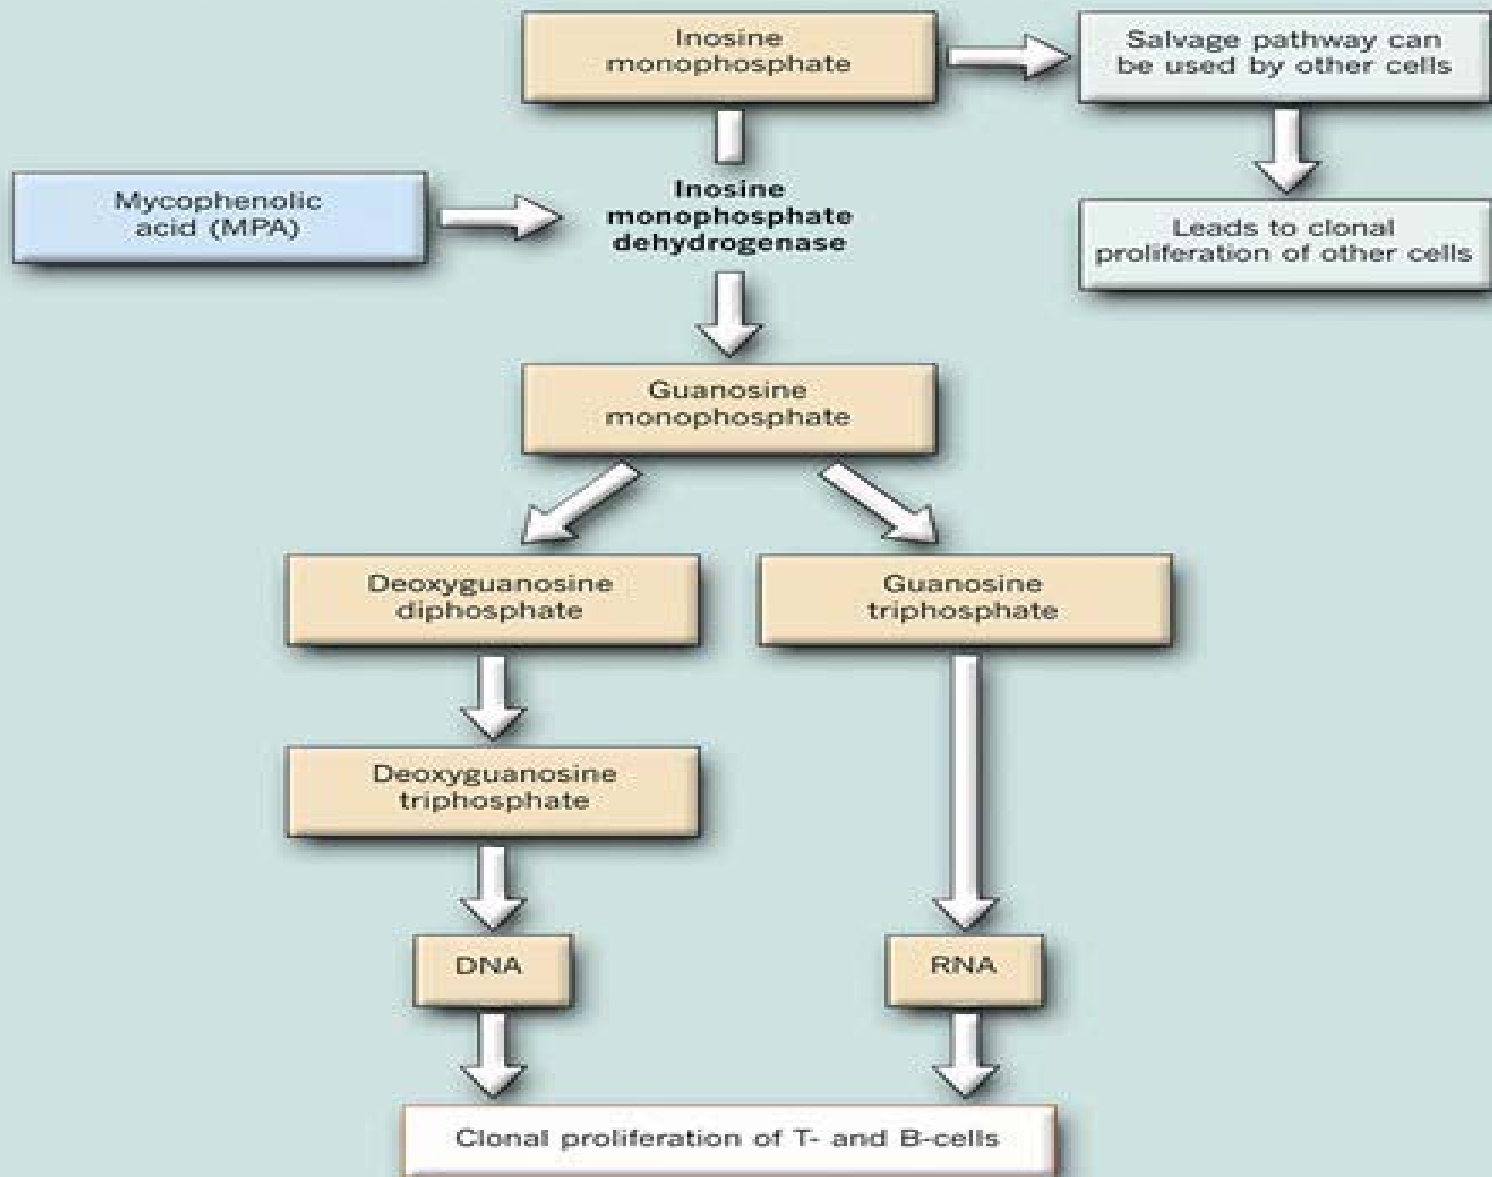 Inosine
monophosphate
Salvage pathway can
be used by other cells
Mycophenolic
acid (MPA)
Inosine
monophosphate
dehydrogenase
Leads to clonal
proliferation of other cells
Guanosine
monophosphate
Deoxyguanosine
diphosphate
Guanosine
triphosphate
Deoxyguanosine
triphosphate
DNA
RNA
Clonal proliferation of T- and B-cells